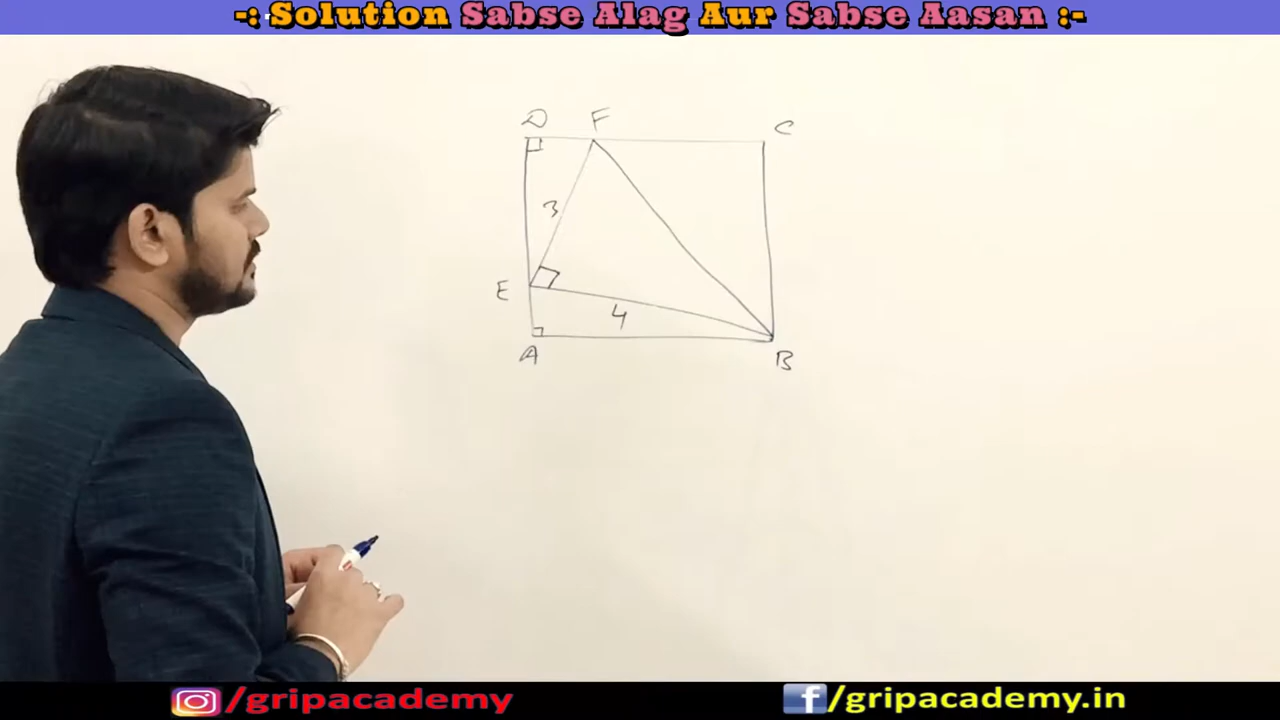 -: Solution Sabse Alag Aur Sabse Aasan :-
D F C
3
E
4
A B
/gripacademy
f/gripacademy.in